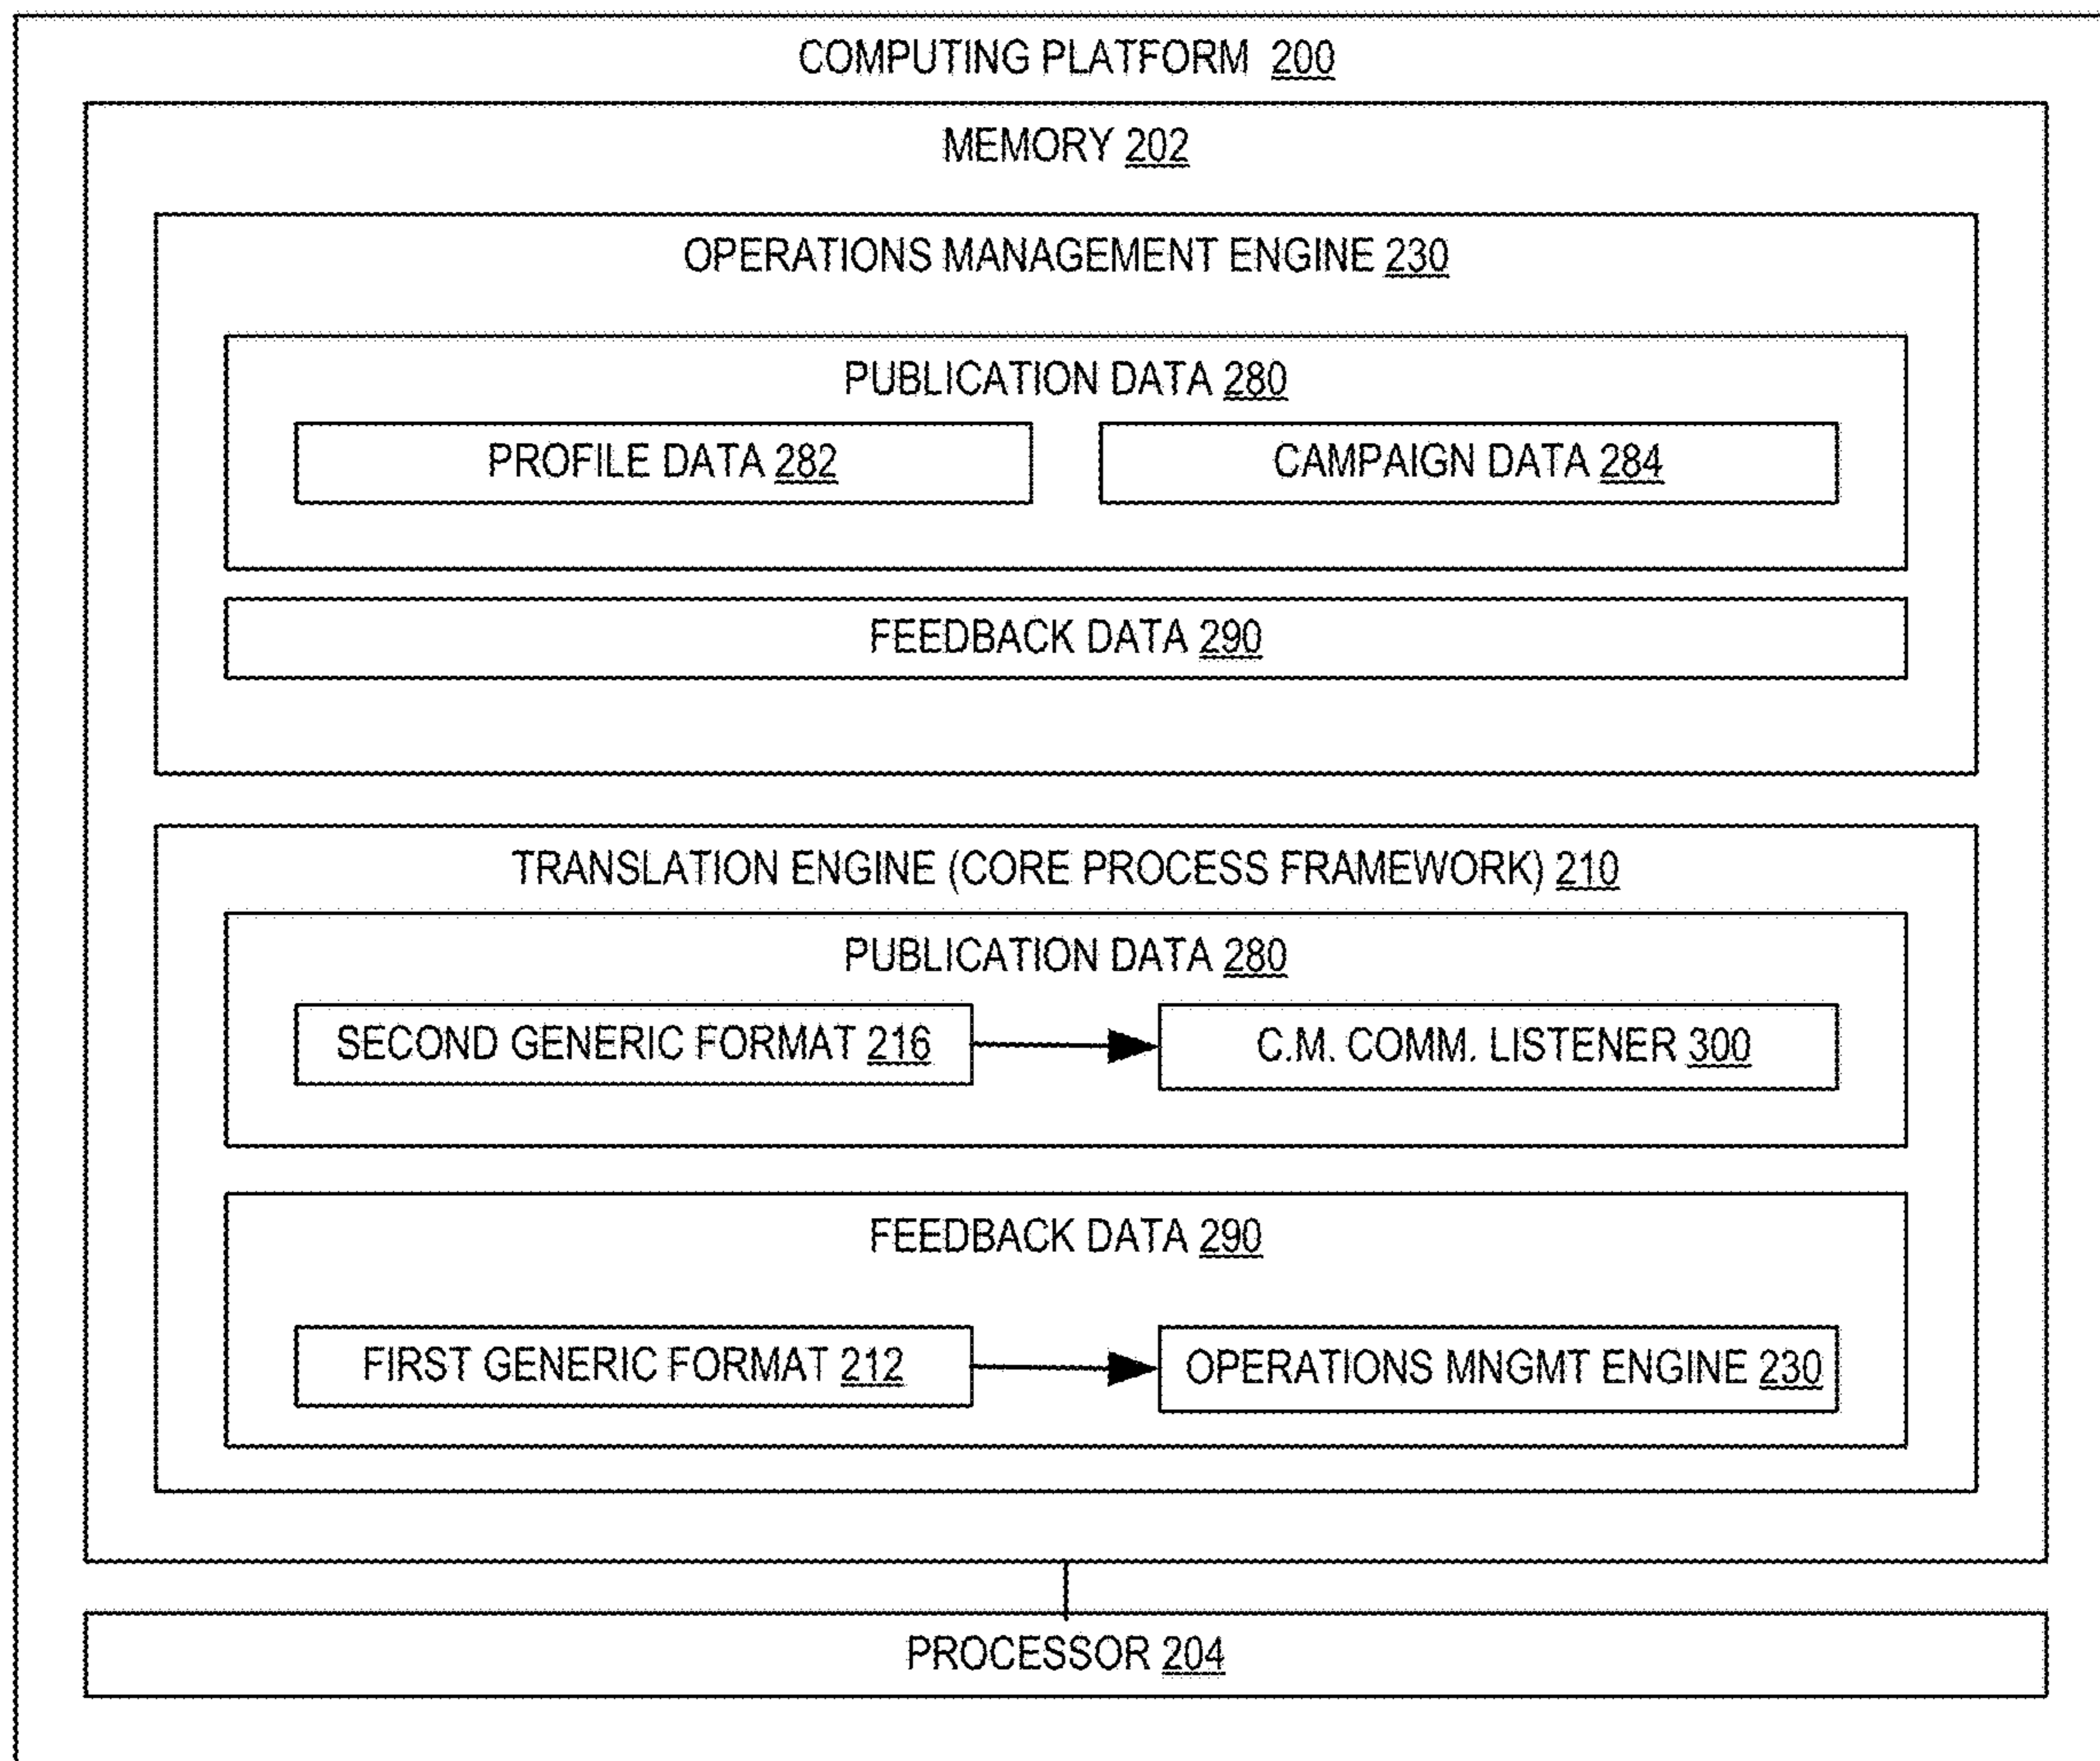 COMPUTING PLATFORM 200
MEMORY 202
OPERATIONS MANAGEMENT ENGINE 230
PUBLICATION DATA 280
PROFILE DATA 282
CAMPAIGN DATA 284
FEEDBACK DATA 290
TRANSLATION ENGINE (CORE PROCESS FRAMEWORK) 210
PUBLICATION DATA 280
SECOND GENERIC FORMAT 216
C.M. COMM. LISTENER 300
FEEDBACK DATA 290
FIRST GENERIC FORMAT 212
OPERATIONS MNGMT ENGINE 230
PROCESSOR 204